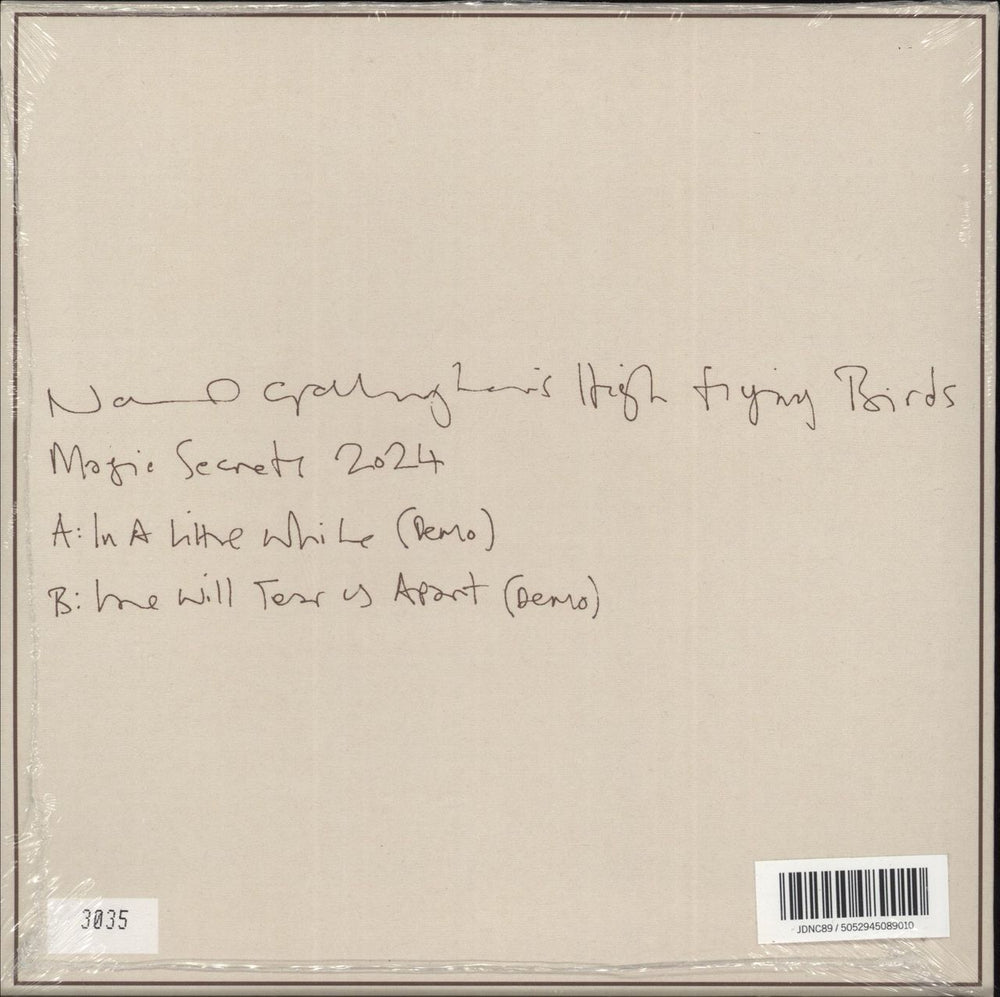 Noel Gallagher's High Flying Birds
Magic Secrets 2024
A: In A Little While (Demo)
B: Love Will Tear us Apart (Demo)
3035
JDNC89 / 5052945089010